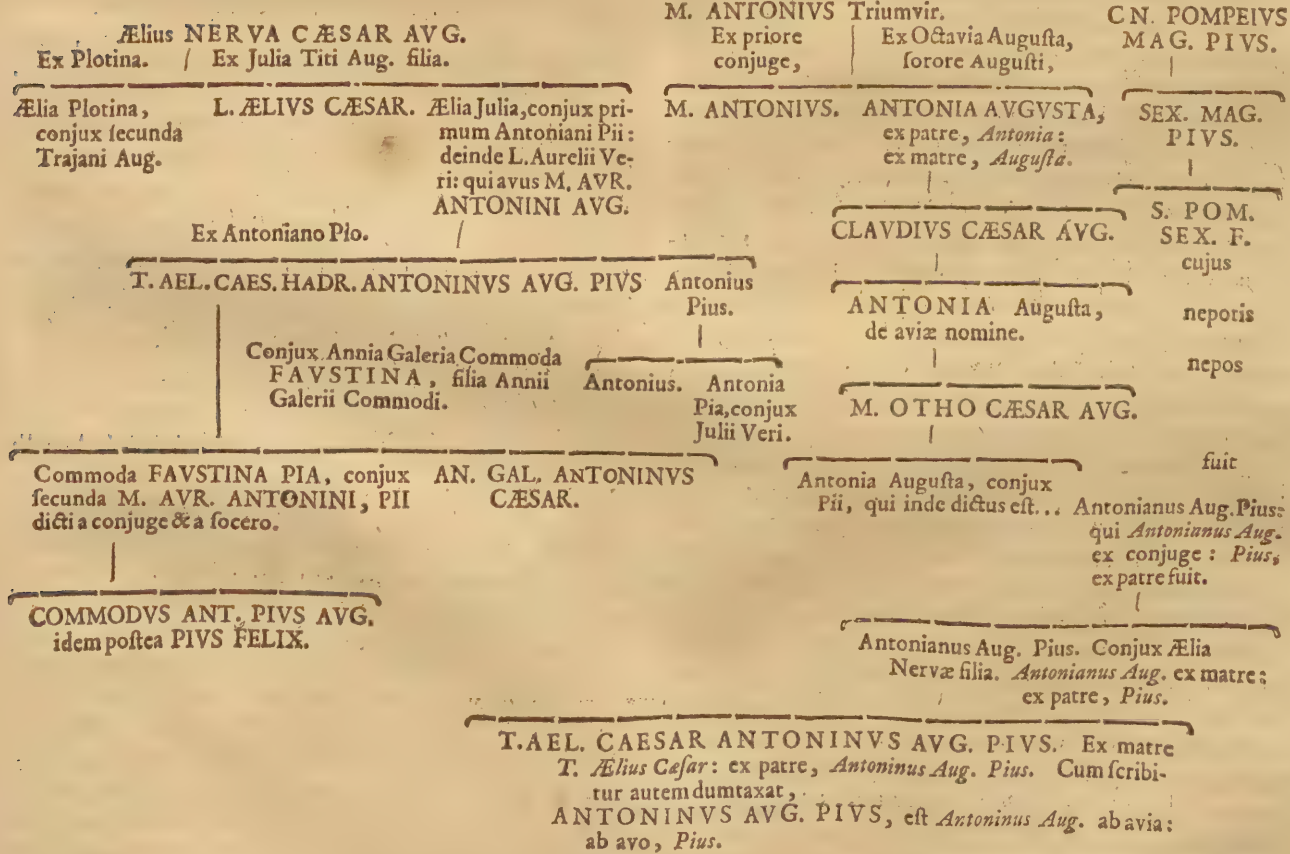 Ælius NERVA CÆSAR AVG.
Ex Plotina. / Ex Julia Titi Aug. filia.
Ælia Plotina,
conjux ſecunda
Trajani Aug.
L. ÆLIVS CÆSAR.
Ælia Julia, conjux pri-
mum Antoniani Pii:
deinde L. Aurelii Ve-
ri: qui avus M. AVR.
ANTONINI AVG.
Ex Antoniano Pio.
T. AEL. CAES. HADR. ANTONINVS AVG. PIVS
Antonius
Pius.
Conjux Annia Galeria Commoda
FAVSTINA, filia Annii
Galerii Commodi.
Antonius.
Antonia
Pia, conjux
Julii Veri.
Commoda FAVSTINA PIA, conjux
ſecunda M. AVR. ANTONINI, PII
dicti a conjuge & a ſocero.
AN. GAL. ANTONINVS
CÆSAR.
COMMODVS ANT. PIVS AVG.
idem poſtea PIVS FELIX.
M. ANTONIVS Triumvir.
Ex priore
conjuge,
Ex Octavia Auguſta,
ſorore Auguſti,
M. ANTONIVS.
ANTONIA AVGVSTA,
ex patre, Antonia:
ex matre, Auguſta.
CLAVDIVS CÆSAR AVG.
ANTONIA Auguſta,
de aviæ nomine.
M. OTHO CÆSAR AVG.
Antonia Auguſta, conjux
Pii, qui inde dictus eſt...
CN. POMPEIVS
MAG. PIVS.
SEX. MAG.
PIVS.
S. POM.
SEX. F.
cujus
nepotis
nepos
fuit
Antonianus Aug. Pius:
qui Antonianus Aug.
ex conjuge: Pius,
ex patre fuit.
Antonianus Aug. Pius. Conjux Ælia
Nervæ filia. Antonianus Aug. ex matre:
ex patre, Pius.
T. AEL. CAESAR ANTONINVS AVG. PIVS. Ex matre
T. Ælius Cæſar: ex patre, Antoninus Aug. Pius. Cum ſcribi-
tur autem dumtaxat,
ANTONINVS AVG. PIVS, eſt Antoninus Aug. ab avia:
ab avo, Pius.